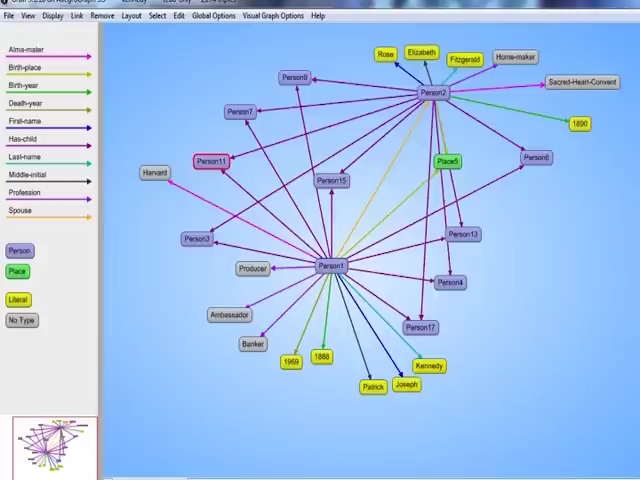 File View Display Link Remove Layout Select Edit Global Options Visual Graph Options Help
Alma-mater
Birth-place
Birth-year
Death-year
First-name
Has-child
Last-name
Middle-initial
Profession
Spouse
Person
Place
Literal
No Type
Rose
Elizabeth
Fitzgerald
Home-maker
Sacred-Heart-Convent
Person9
Person2
Person7
1890
Person11
Place5
Person6
Harvard
Person15
Person3
Person13
Producer
Person1
Person4
Ambassador
Person17
Banker
1969
1888
Kennedy
Patrick
Joseph